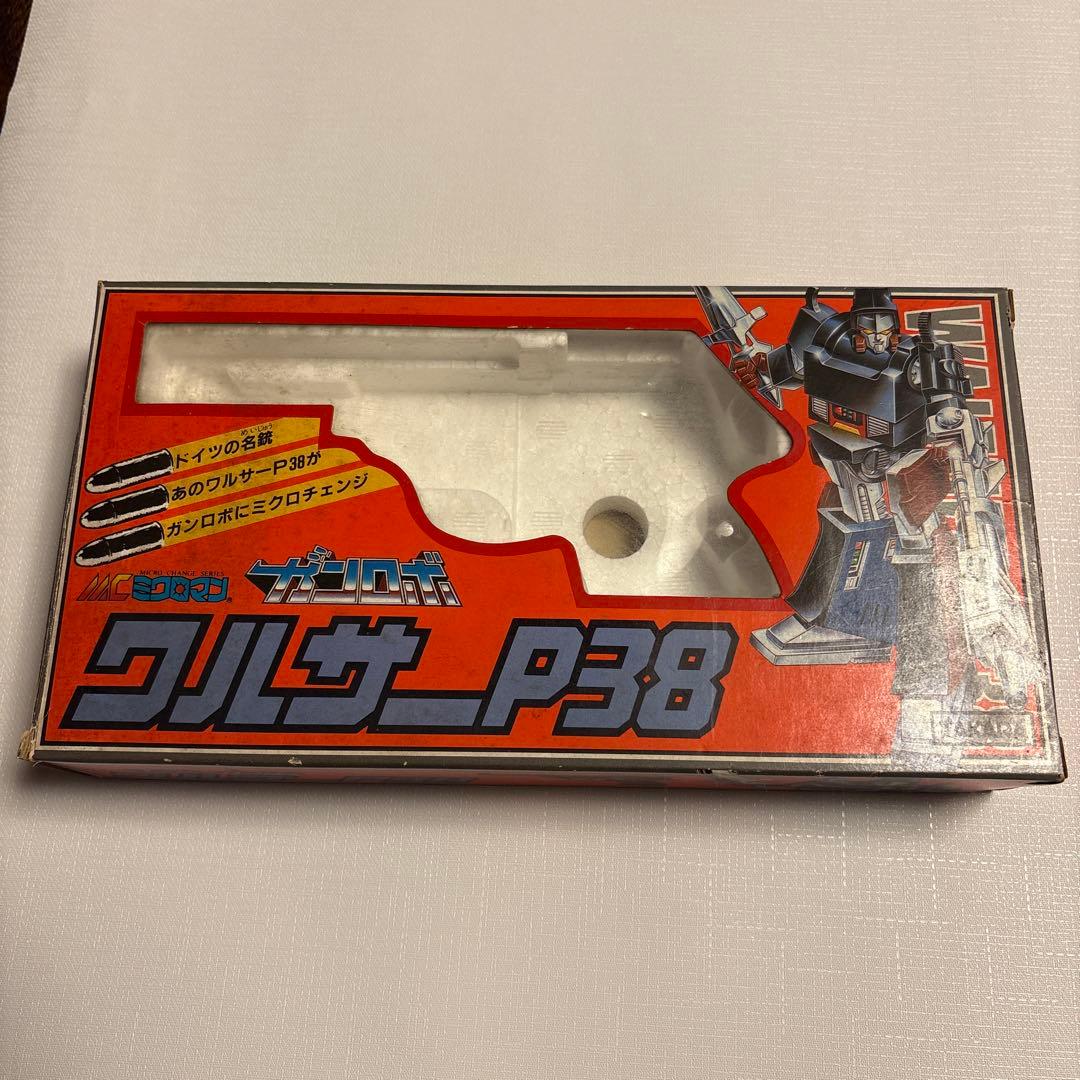 めいじゅう
ドイツの名銃
あのワルサーP38が
ガンロボにミクロチェンジ
MICRO CHANGE SERIES
MCミクロマン
ガンロボ
ワルサーP38
TAKARA